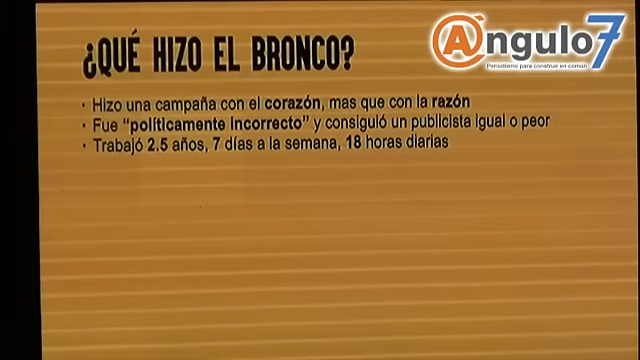 Ángulo7
Periodismo para construir en común
¿QUÉ HIZO EL BRONCO?
· Hizo una campaña con el corazón, mas que con la razón
· Fue “políticamente incorrecto” y consiguió un publicista igual o peor
· Trabajó 2.5 años, 7 días a la semana, 18 horas diarias